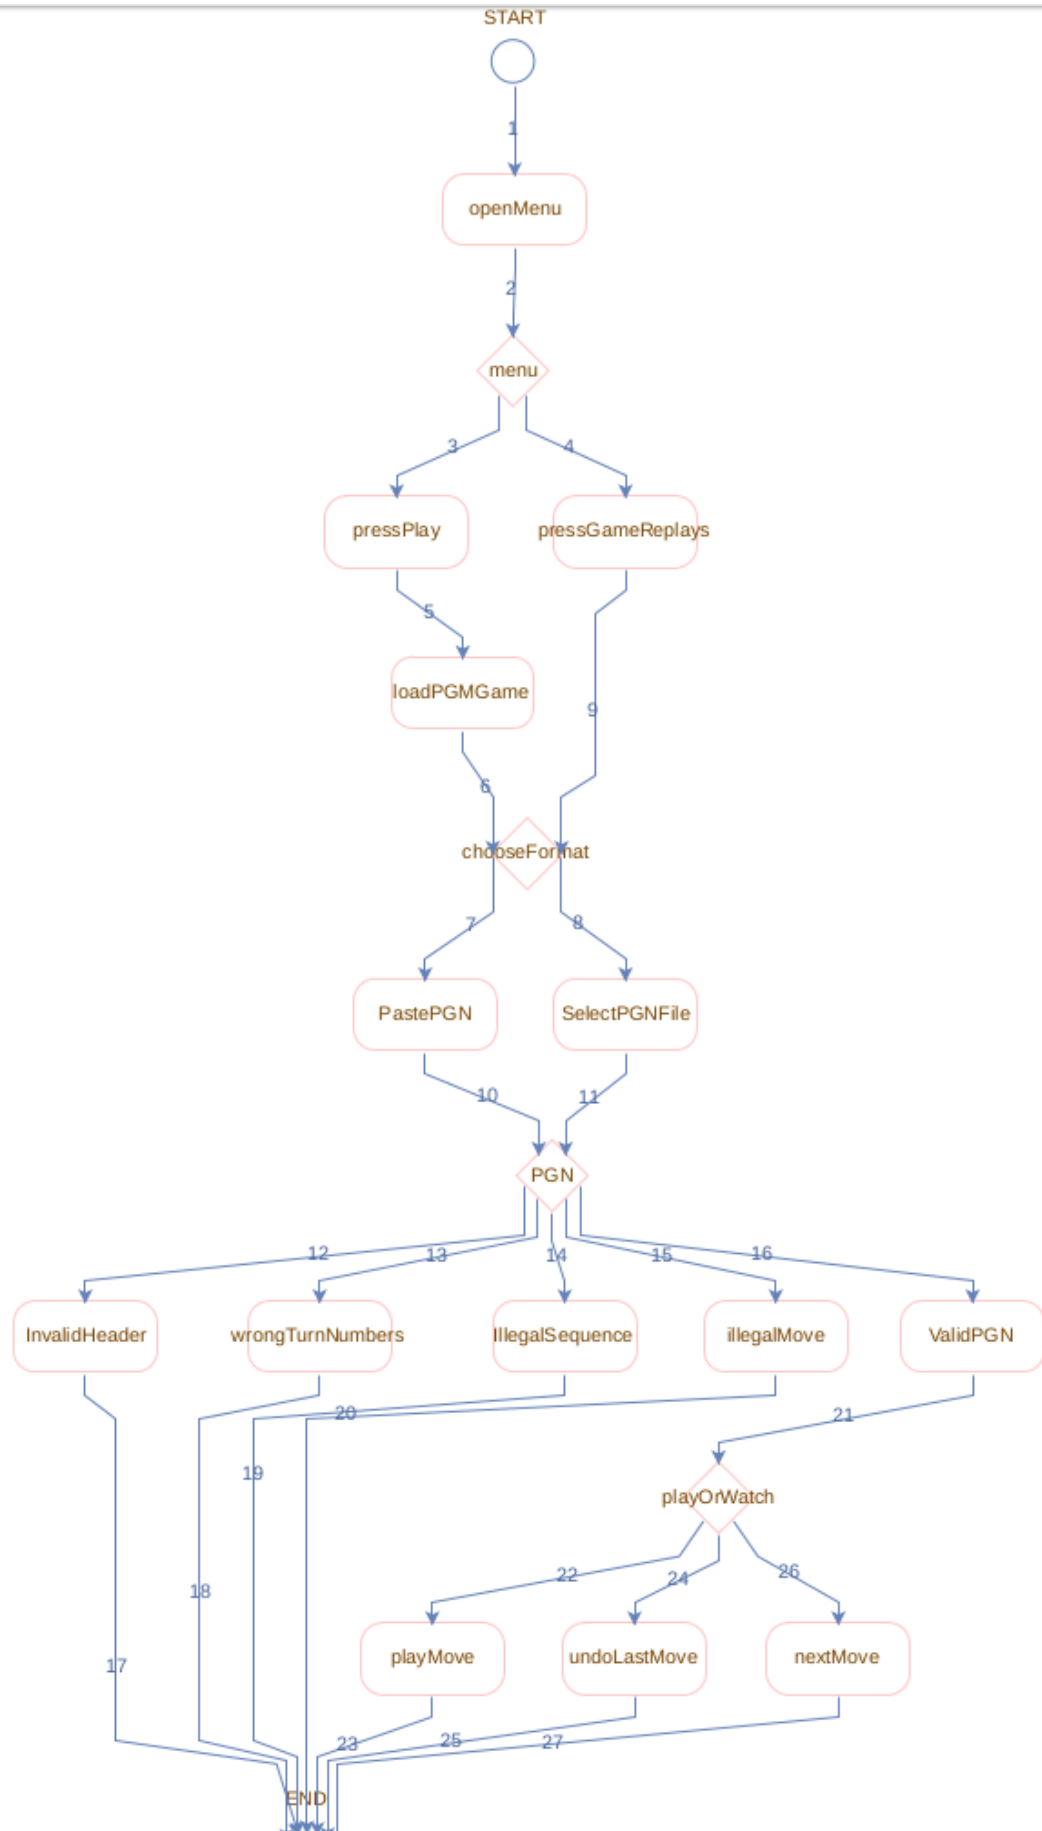 START
1
openMenu
2
menu
3
4
pressPlay
pressGameReplays
5
loadPGMGame
9
6
chooseFormat
7
8
PastePGN
SelectPGNFile
10
11
PGN
12
13
14
15
16
InvalidHeader
wrongTurnNumbers
IllegalSequence
illegalMove
ValidPGN
20
21
19
playOrWatch
22
24
26
18
playMove
undoLastMove
nextMove
17
23
25
27
END